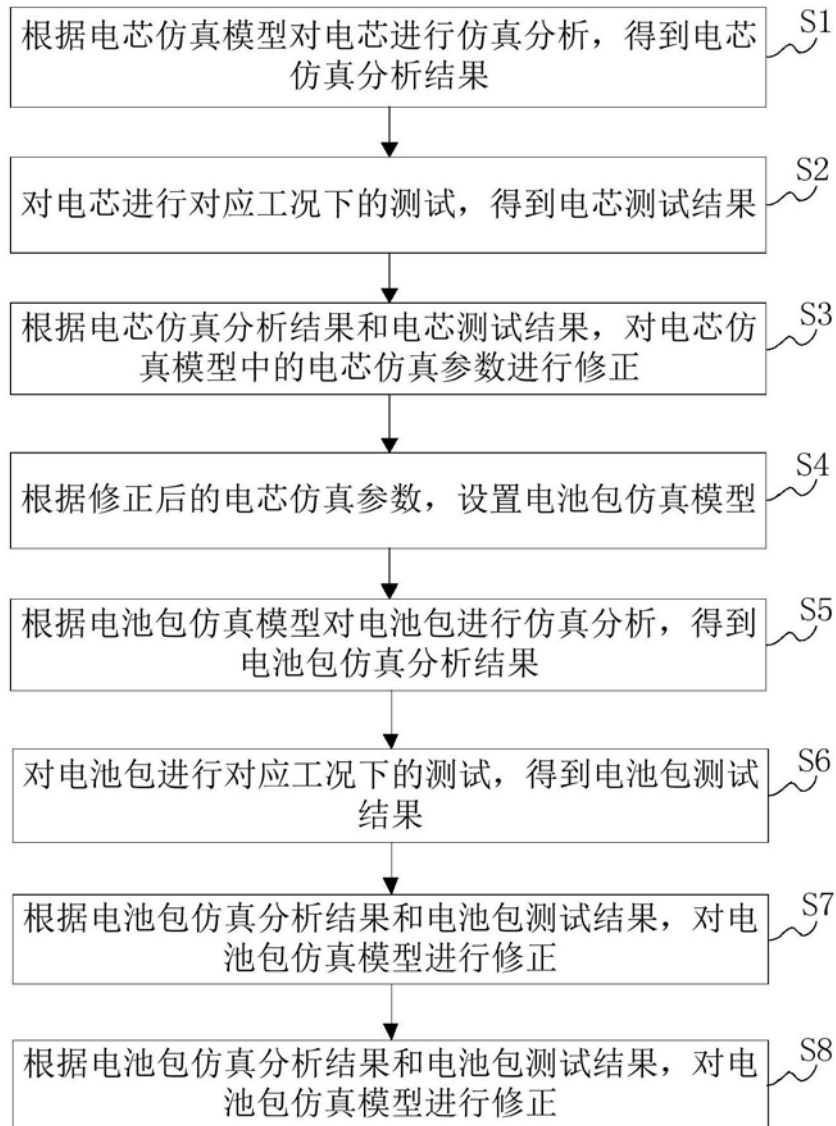 根据电芯仿真模型对电芯进行仿真分析，得到电芯
仿真分析结果
S1
对电芯进行对应工况下的测试，得到电芯测试结果
S2
根据电芯仿真分析结果和电芯测试结果，对电芯仿
真模型中的电芯仿真参数进行修正
S3
根据修正后的电芯仿真参数，设置电池包仿真模型
S4
根据电池包仿真模型对电池包进行仿真分析，得到
电池包仿真分析结果
S5
对电池包进行对应工况下的测试，得到电池包测试
结果
S6
根据电池包仿真分析结果和电池包测试结果，对电
池包仿真模型进行修正
S7
根据电池包仿真分析结果和电池包测试结果，对电
池包仿真模型进行修正
S8